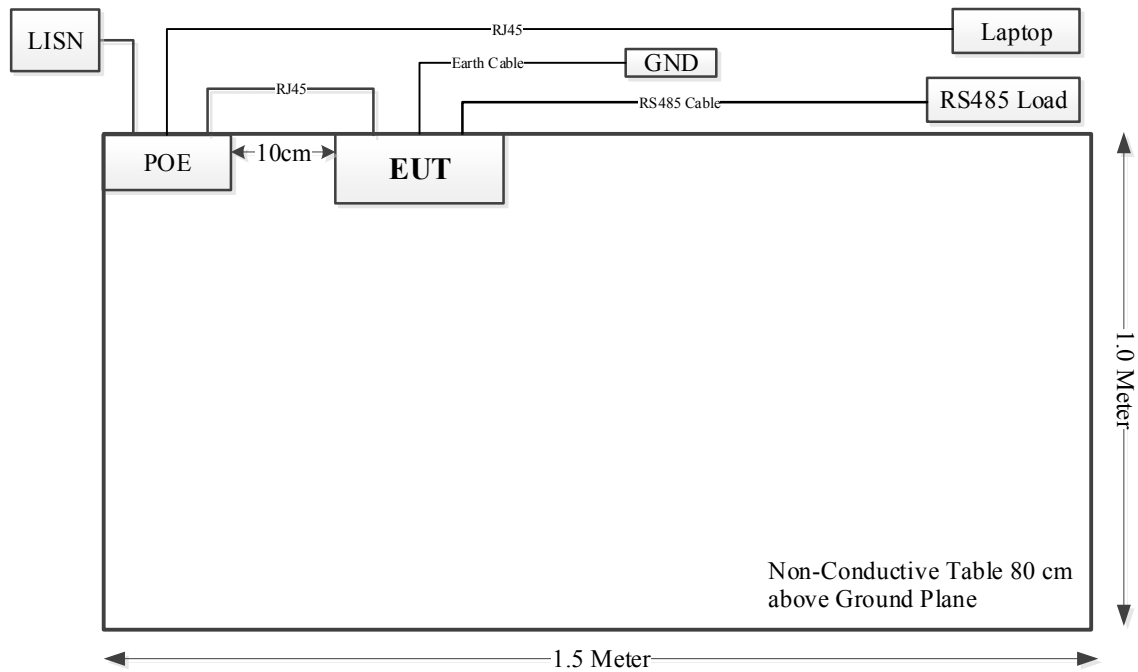 RJ45
LISN
Laptop
Earth Cable
GND
RJ45
RS485 Cable
RS485 Load
POE
10cm
EUT
1.0 Meter
Non-Conductive Table 80 cm
above Ground Plane
1.5 Meter